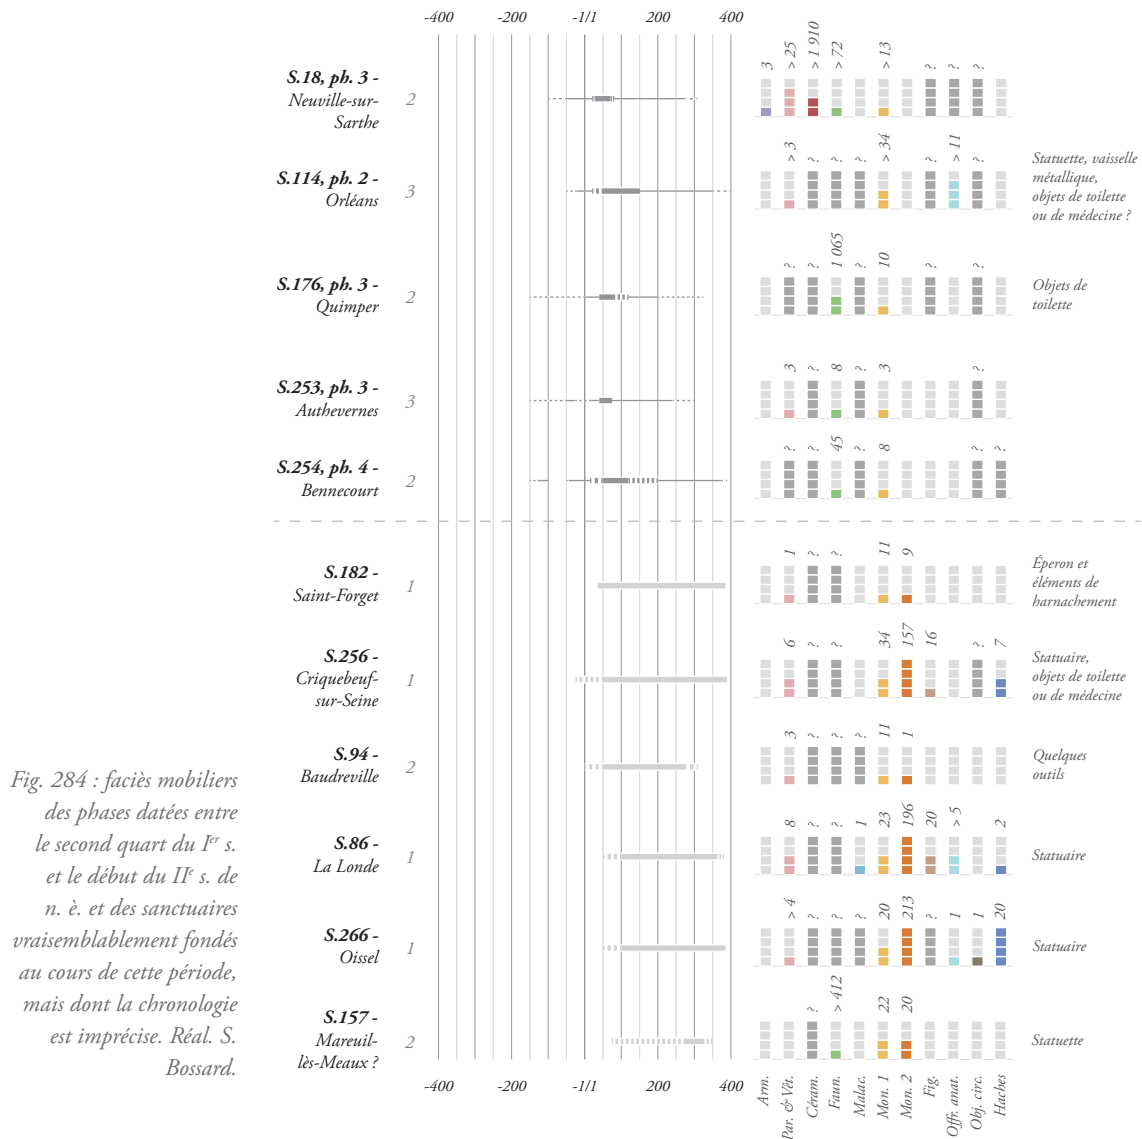 -400 -200 -1/1 200 400
3 > 25 > 1 910 > 72 > 13 ? ? ?
S.18, ph. 3 -
Neuville-sur-
Sarthe
2
> 3 ? ? ? > 34 ? > 11 ?
S.114, ph. 2 -
Orléans
3
Statuette, vaisselle
métallique,
objets de toilette
ou de médecine ?
? ? 1 065 ? 10 ? ?
S.176, ph. 3 -
Quimper
2
Objets de
toilette
3 ? 8 ? 3 ?
S.253, ph. 3 -
Authevernes
3
? ? 45 ? 8 ? ?
S.254, ph. 4 -
Bennecourt
2
1 ? ? 11 9
S.182 -
Saint-Forget
1
Éperon et
éléments de
harnachement
6 ? ? 34 157 16 ? 7
S.256 -
Criquebeuf-
sur-Seine
1
Statuaire,
objets de toilette
ou de médecine
3 ? ? ? 11 1
S.94 -
Baudreville
2
Quelques
outils
8 ? ? 1 23 196 20 > 5 2
S.86 -
La Londe
1
Statuaire
> 4 ? ? ? 20 213 ? 1 1 20
S.266 -
Oissel
1
Statuaire
? > 412 22 20
S.157 -
Mareuil-
lès-Meaux ?
2
Statuette
-400 -200 -1/1 200 400
Arm. Par. & Vêt. Céram. Faun. Malac. Mon. 1 Mon. 2 Fig. Offr. anat. Obj. circ. Haches
Fig. 284 : faciès mobiliers
des phases datées entre
le second quart du Ier s.
et le début du IIe s. de
n. è. et des sanctuaires
vraisemblablement fondés
au cours de cette période,
mais dont la chronologie
est imprécise. Réal. S.
Bossard.